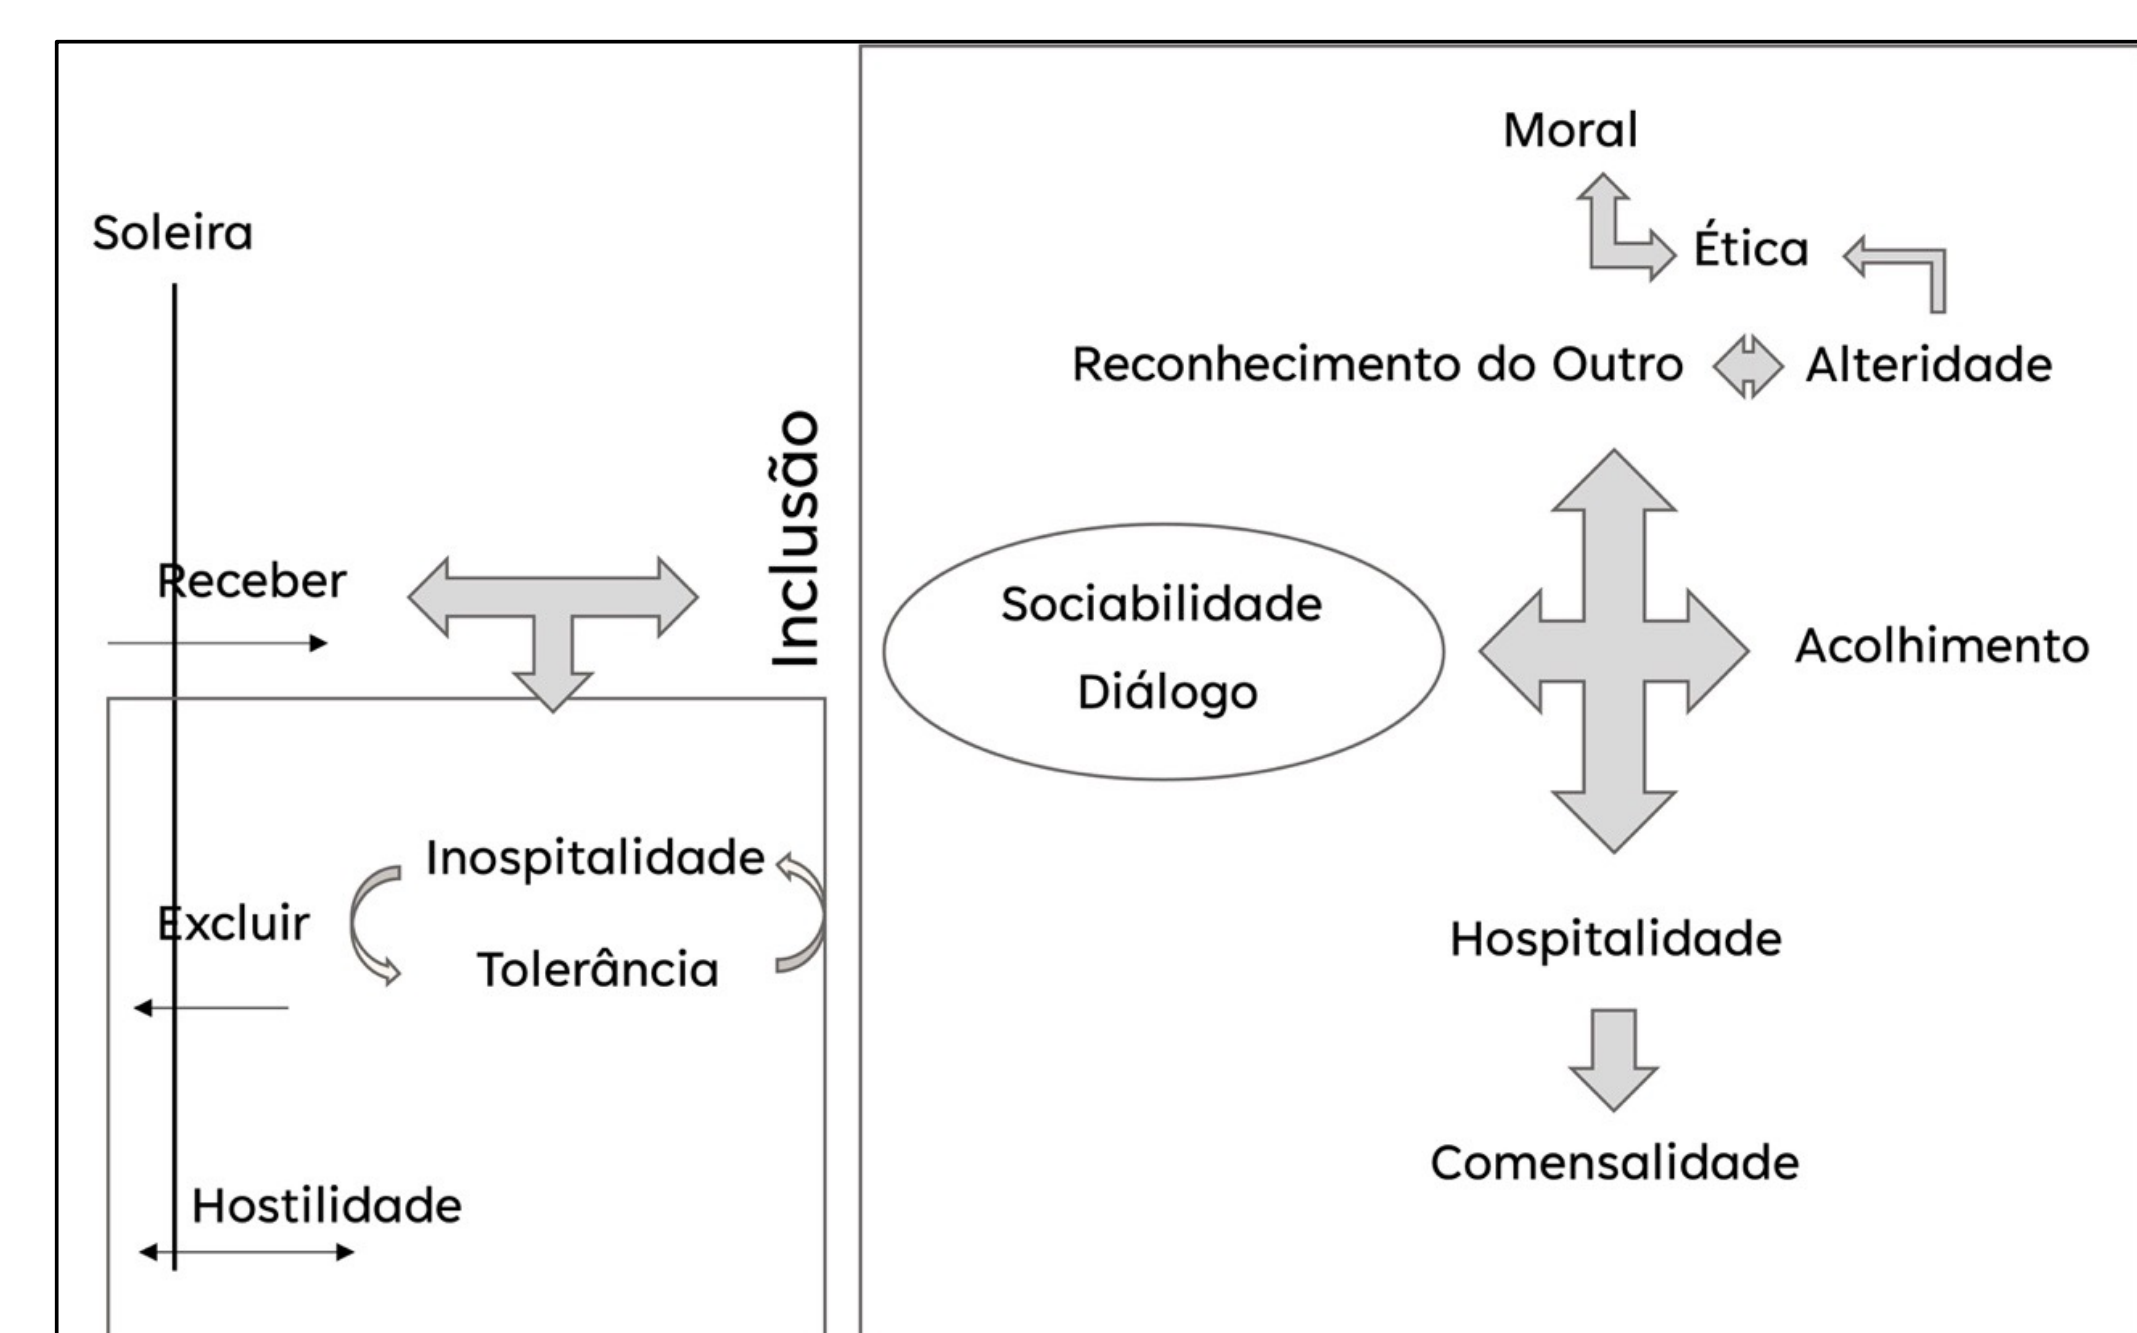 Soleira
Receber
Inclusão
Excluir
Inospitalidade
Tolerância
Hostilidade
Moral
Ética
Reconhecimento do Outro
Alteridade
Sociabilidade
Diálogo
Acolhimento
Hospitalidade
Comensalidade